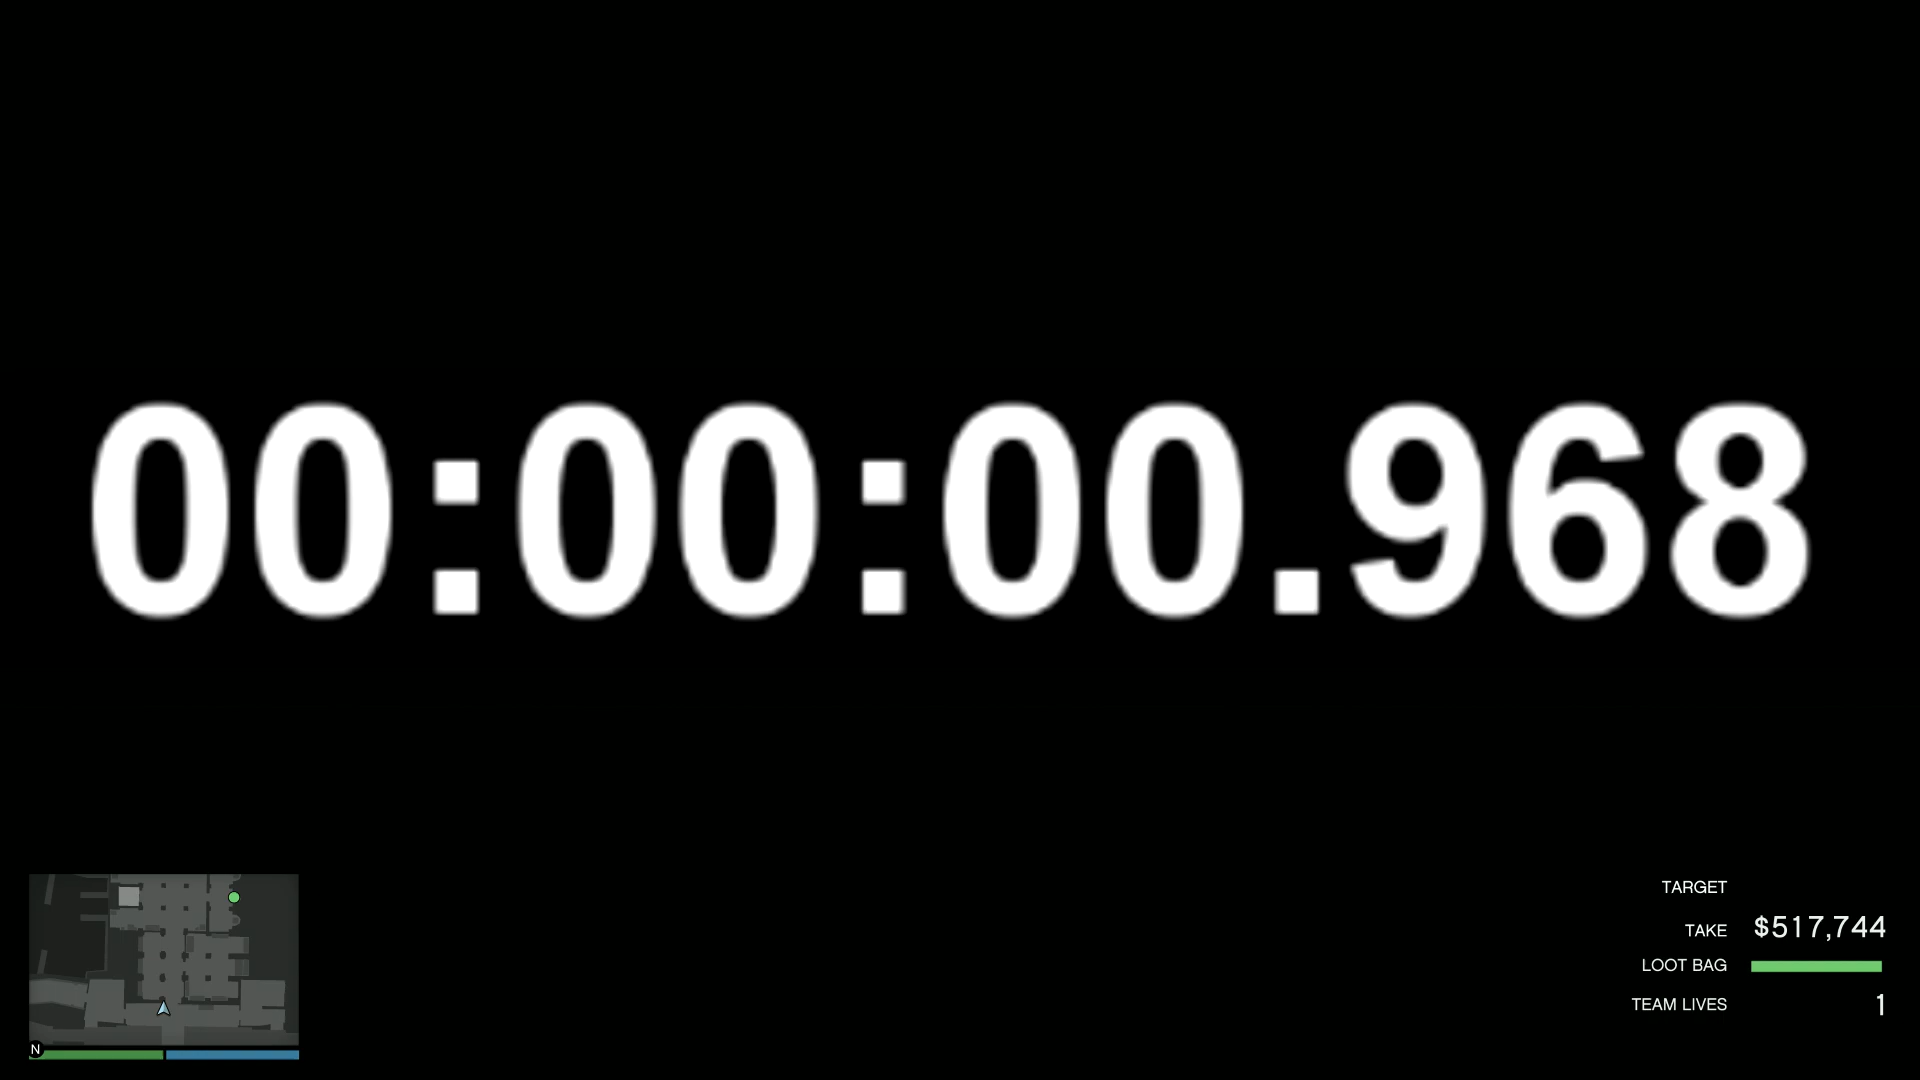 00:00:00.968
TARGET
TAKE $517,744
LOOT BAG
TEAM LIVES 1
N